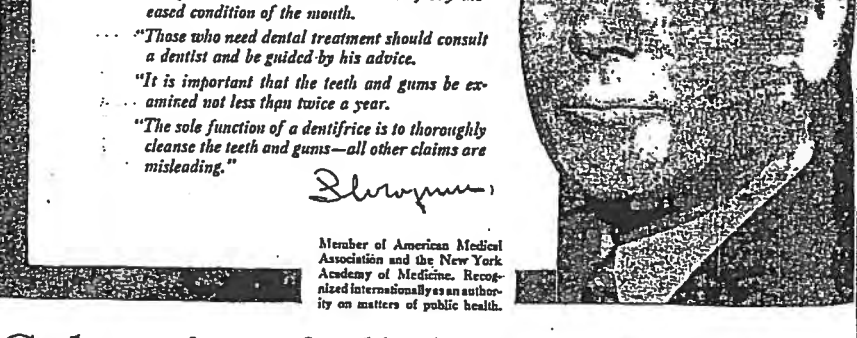 eased condition of the mouth.
"Those who need dental treatment should consult
a dentist and be guided by his advice.
"It is important that the teeth and gums be ex-
amined not less than twice a year.
"The sole function of a dentifrice is to thoroughly
cleanse the teeth and gums—all other claims are
misleading."
Member of American Medical
Association and the New York
Academy of Medicine. Recog-
nized internationally as an author-
ity on matters of public health.